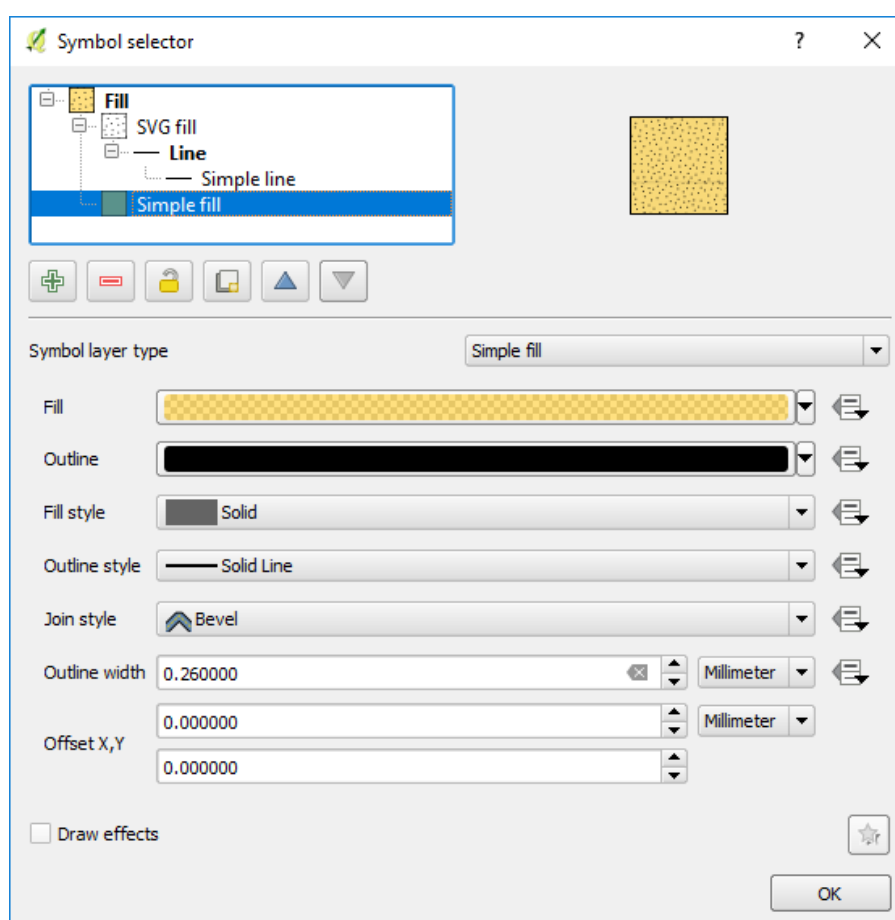 Symbol selector
?
Fill
SVG fill
Line
Simple line
Simple fill
Symbol layer type Simple fill
Fill
Outline
Fill style Solid
Outline style Solid Line
Join style Bevel
Outline width 0.260000 Millimeter
Offset X,Y 0.000000 Millimeter
0.000000
Draw effects
OK